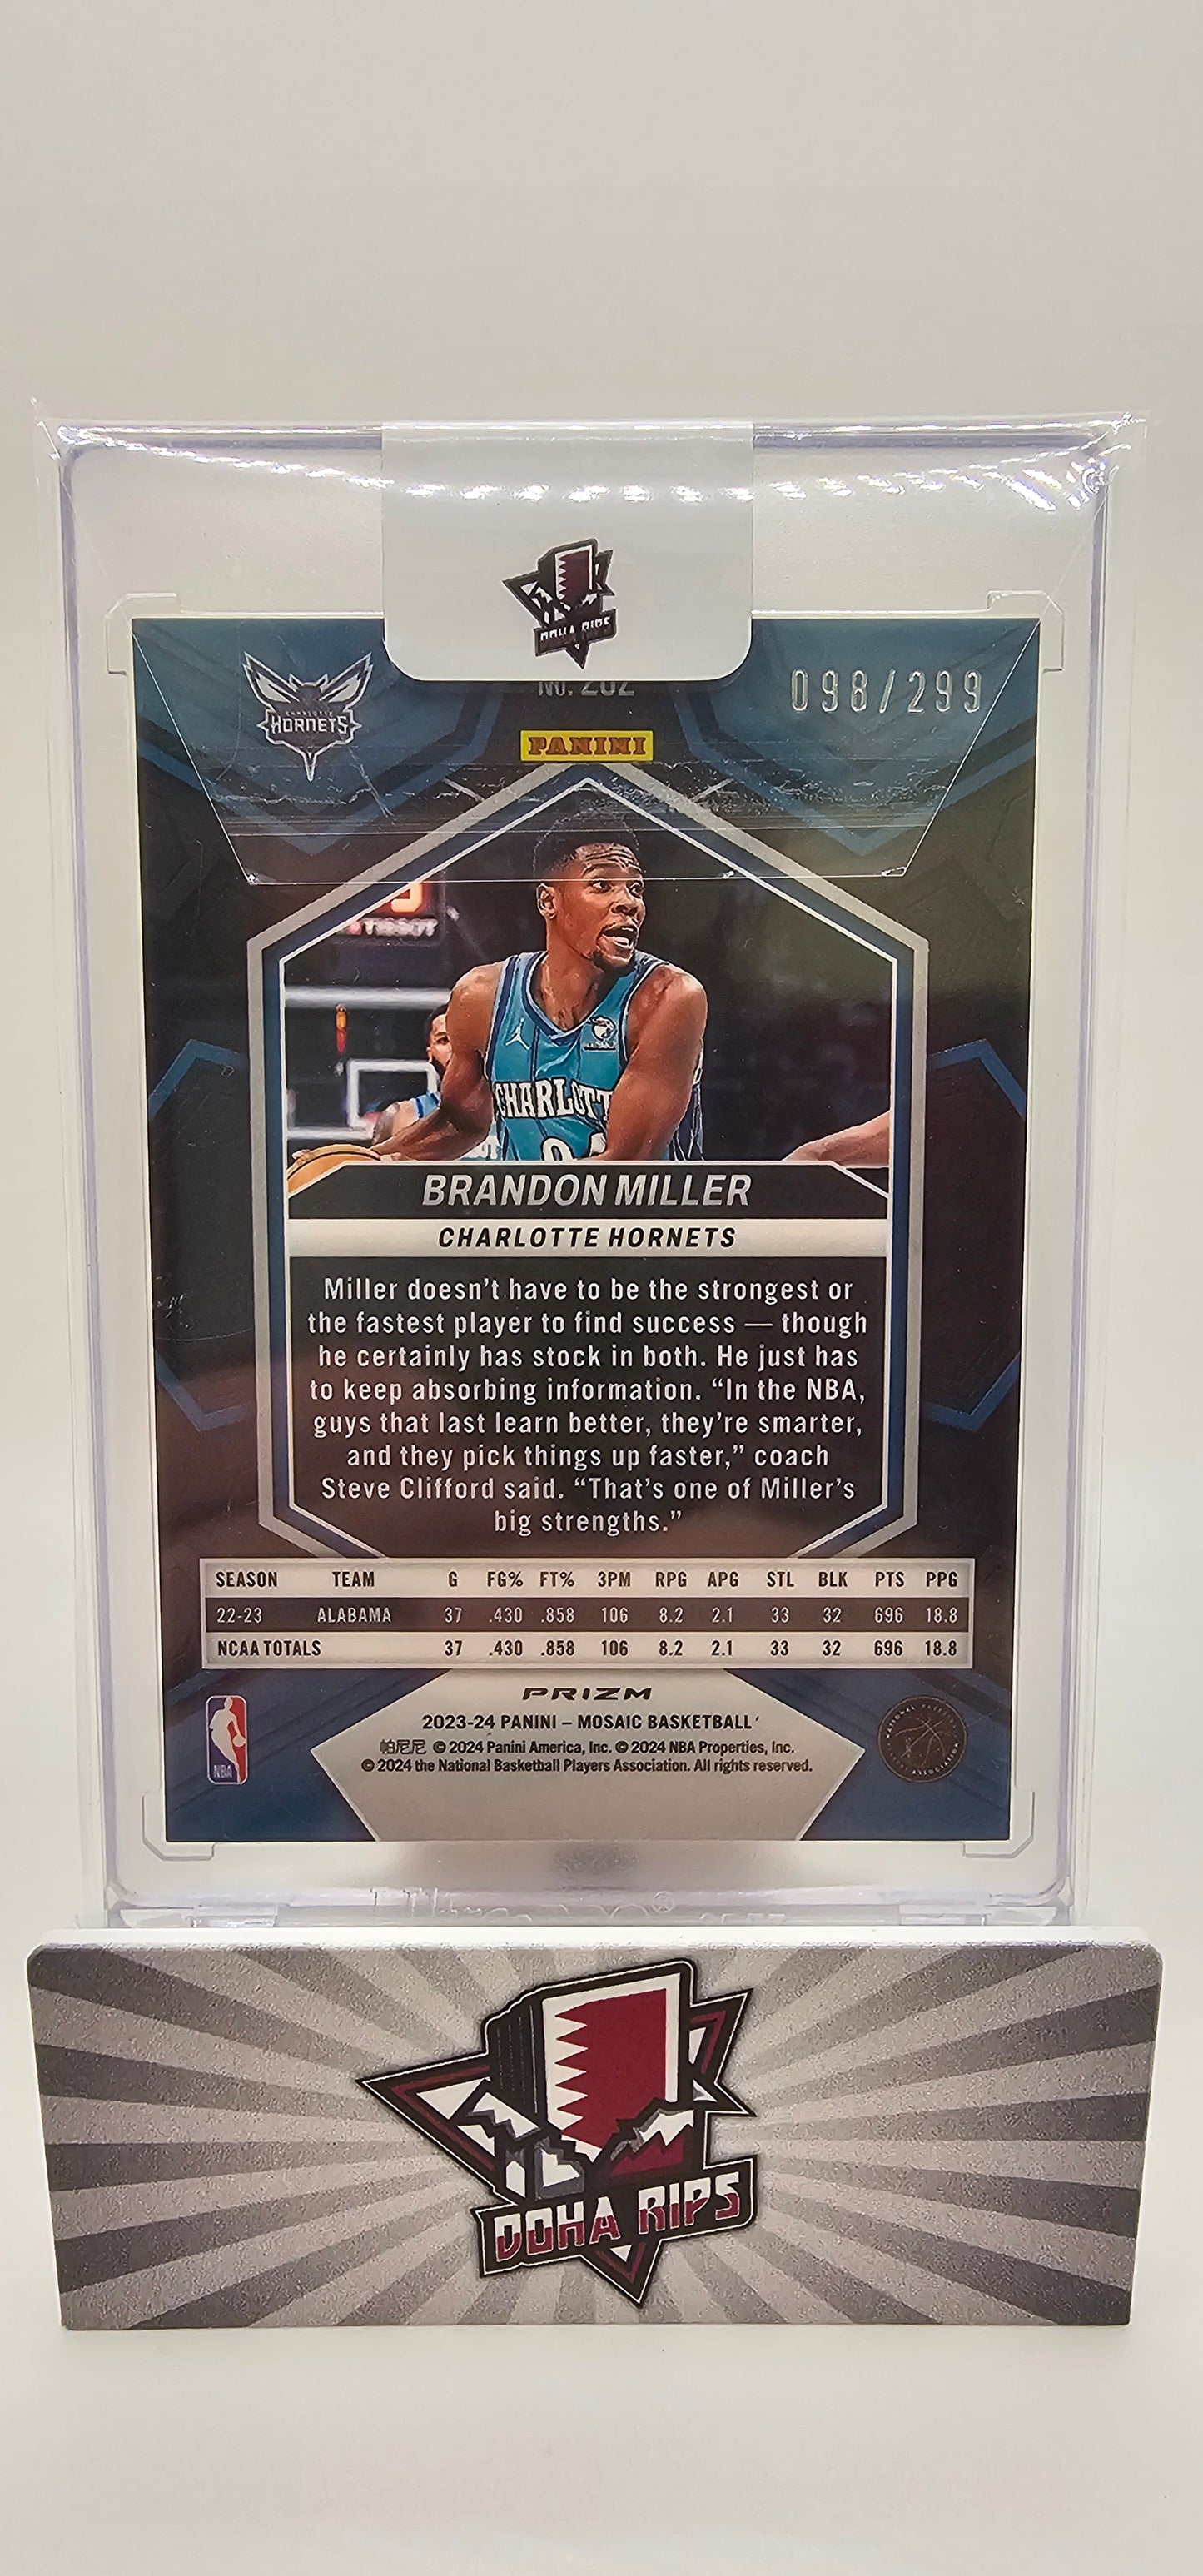 DOHA RIPS
CHARLOTTE
HORNETS
No. 202
098/299
PANINI
TISSOT
CHARLOTT
BRANDON MILLER
CHARLOTTE HORNETS
Miller doesn't have to be the strongest or
the fastest player to find success — though
he certainly has stock in both. He just has
to keep absorbing information. “In the NBA,
guys that last learn better, they're smarter,
and they pick things up faster,” coach
Steve Clifford said. “That's one of Miller's
big strengths.”
SEASON TEAM G FG% FT% 3PM RPG APG STL BLK PTS PPG
22-23 ALABAMA 37 .430 .858 106 8.2 2.1 33 32 696 18.8
NCAA TOTALS 37 .430 .858 106 8.2 2.1 33 32 696 18.8
PRIZM
2023-24 PANINI – MOSAIC BASKETBALL
帕尼尼 © 2024 Panini America, Inc. © 2024 NBA Properties, Inc.
© 2024 the National Basketball Players Association. All rights reserved.
NBA
DOHA RIPS